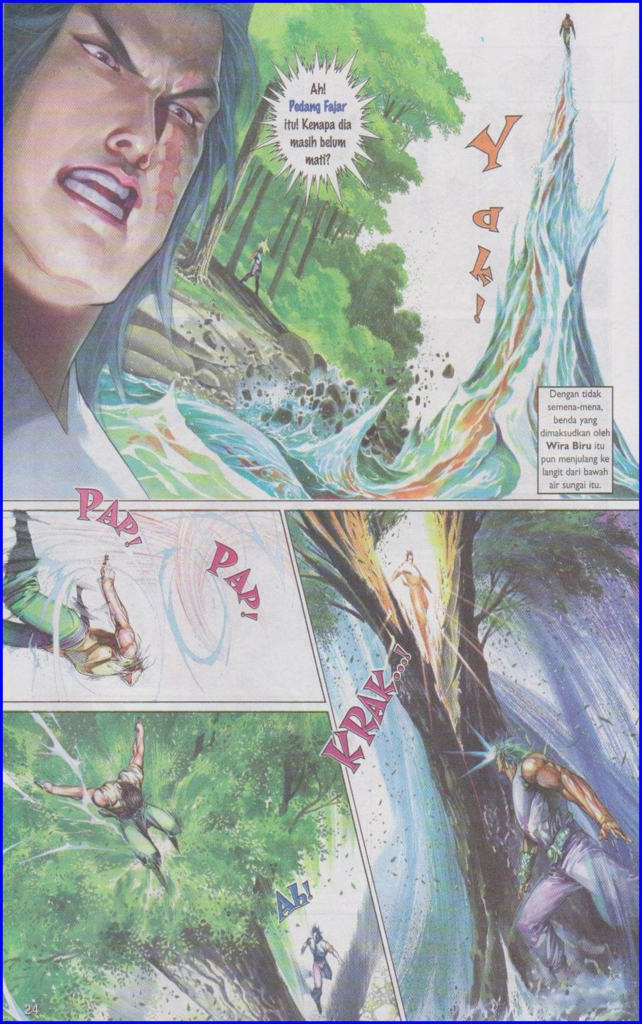 Ah!
Pedang Fajar
itu! Kenapa dia
masih belum
mati?
Yak!
Dengan tidak
semena-mena,
benda yang
dimaksudkan oleh
Wira Biru itu
pun menjulang ke
langit dari bawah
air sungai itu.
PAP!
PAP!
KRAK...!
Ah!
24